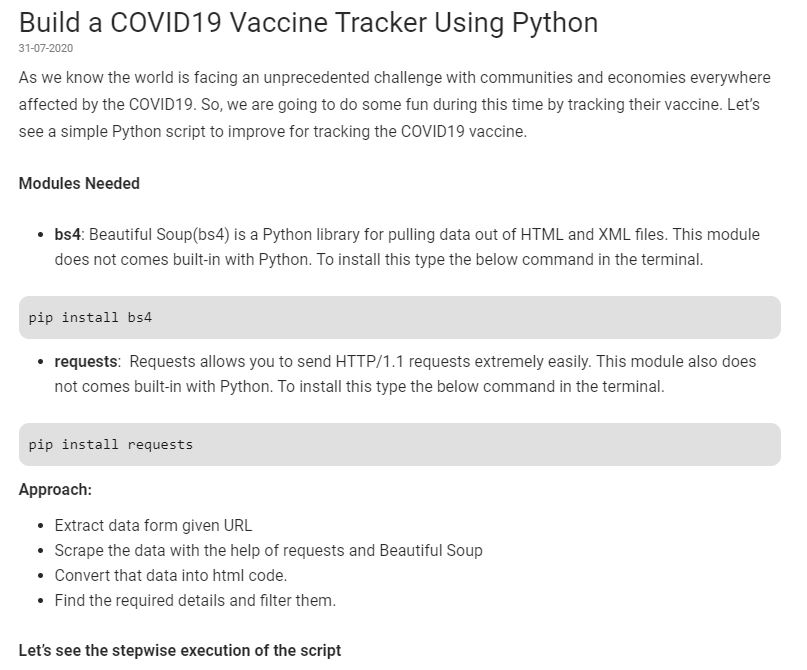 Build a COVID19 Vaccine Tracker Using Python
31-07-2020
As we know the world is facing an unprecedented challenge with communities and economies everywhere
affected by the COVID19. So, we are going to do some fun during this time by tracking their vaccine. Let's
see a simple Python script to improve for tracking the COVID19 vaccine.
Modules Needed
• bs4: Beautiful Soup(bs4) is a Python library for pulling data out of HTML and XML files. This module
does not comes built-in with Python. To install this type the below command in the terminal.
pip install bs4
• requests:  Requests allows you to send HTTP/1.1 requests extremely easily. This module also does
not comes built-in with Python. To install this type the below command in the terminal.
pip install requests
Approach:
• Extract data form given URL
• Scrape the data with the help of requests and Beautiful Soup
• Convert that data into html code.
• Find the required details and filter them.
Let's see the stepwise execution of the script